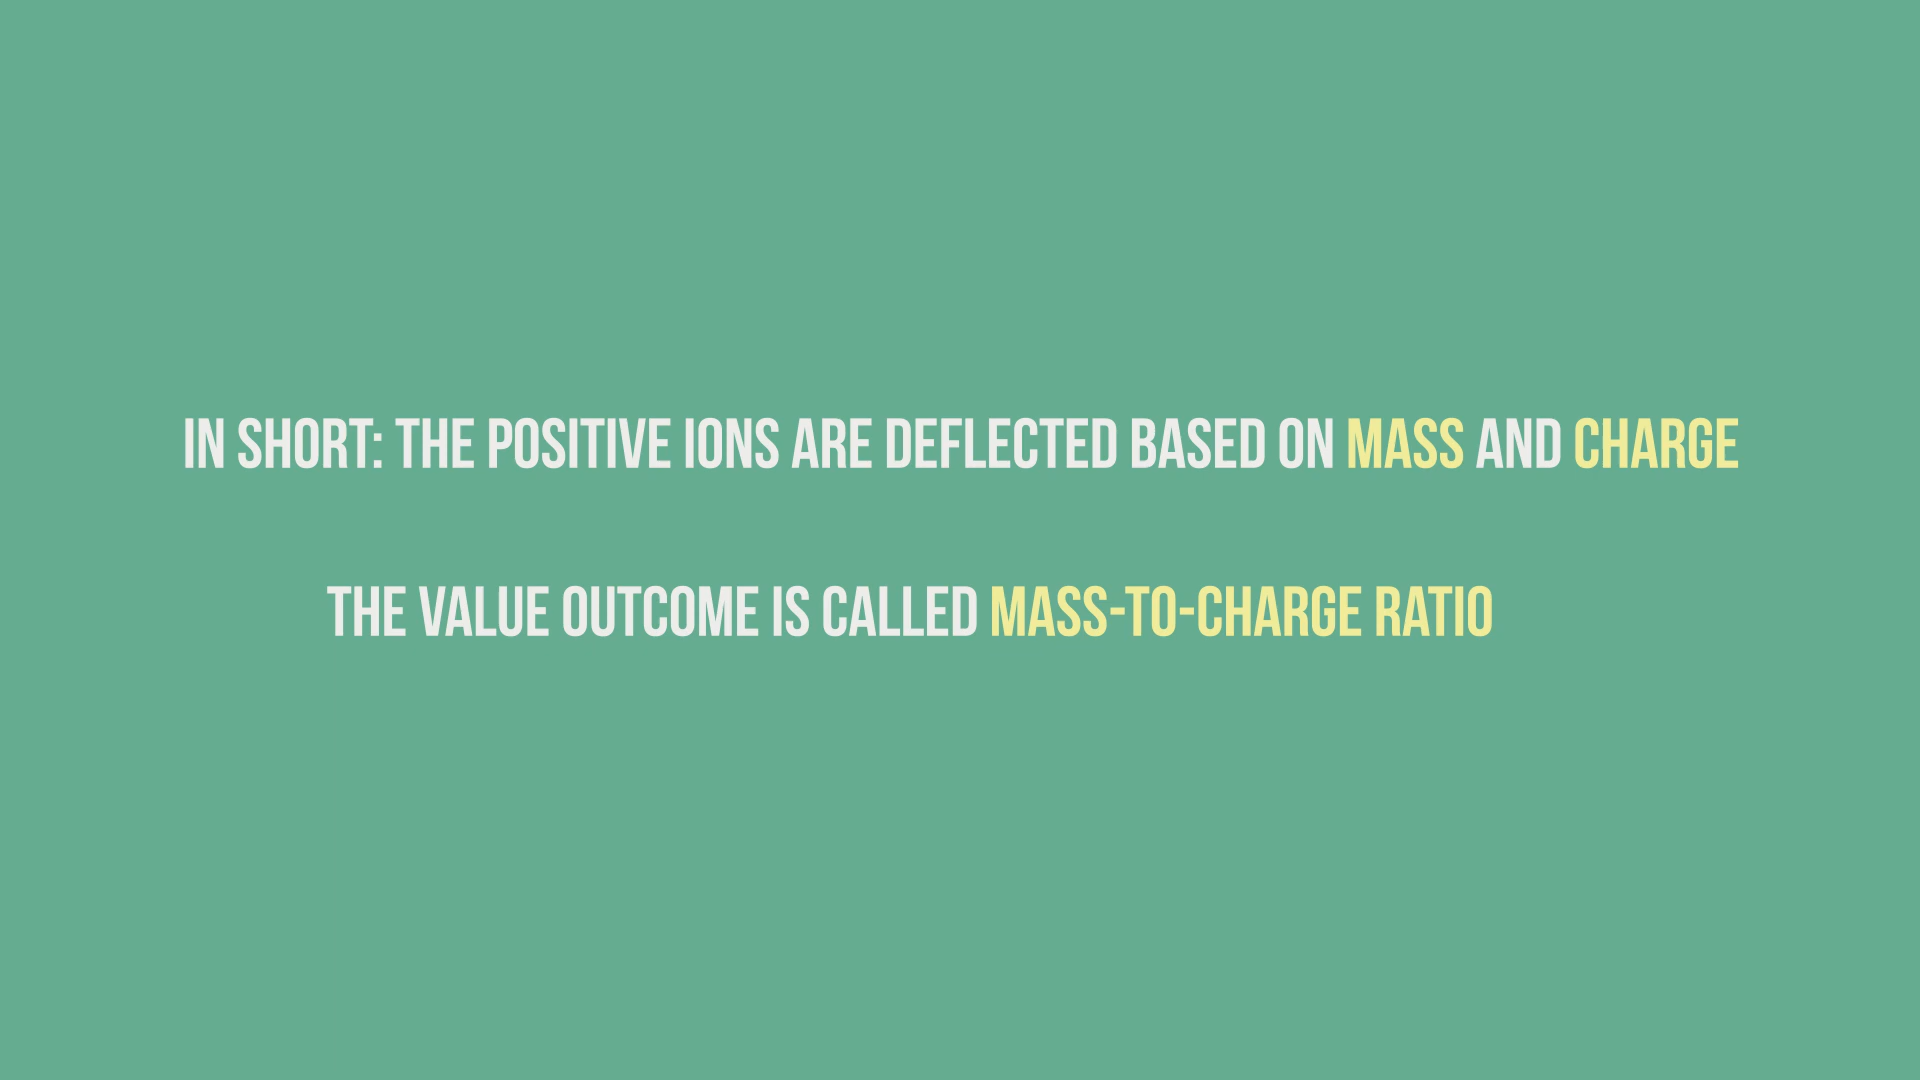 IN SHORT: THE POSITIVE IONS ARE DEFLECTED BASED ON MASS AND CHARGE
THE VALUE OUTCOME IS CALLED MASS-TO-CHARGE RATIO